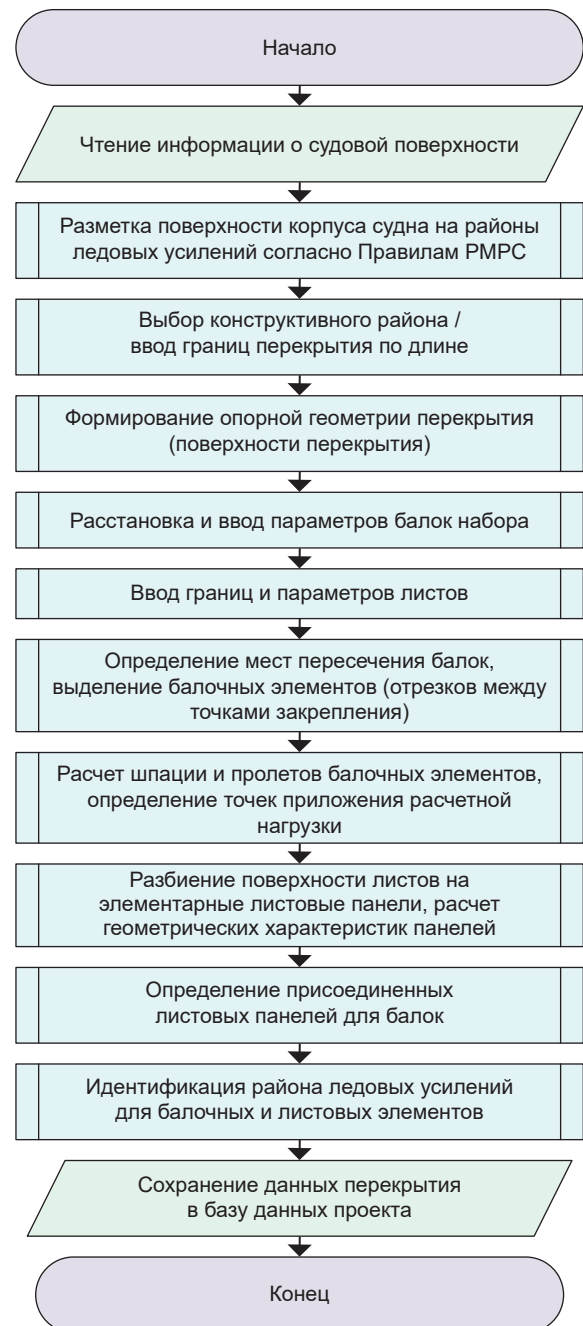 Начало
Чтение информации о судовой поверхности
Разметка поверхности корпуса судна на районы
ледовых усилений согласно Правилам РМРС
Выбор конструктивного района /
ввод границ перекрытия по длине
Формирование опорной геометрии перекрытия
(поверхности перекрытия)
Расстановка и ввод параметров балок набора
Ввод границ и параметров листов
Определение мест пересечения балок,
выделение балочных элементов (отрезков между
точками закрепления)
Расчет шпации и пролетов балочных элементов,
определение точек приложения расчетной
нагрузки
Разбиение поверхности листов на
элементарные листовые панели, расчет
геометрических характеристик панелей
Определение присоединенных
листовых панелей для балок
Идентификация района ледовых усилений
для балочных и листовых элементов
Сохранение данных перекрытия
в базу данных проекта
Конец